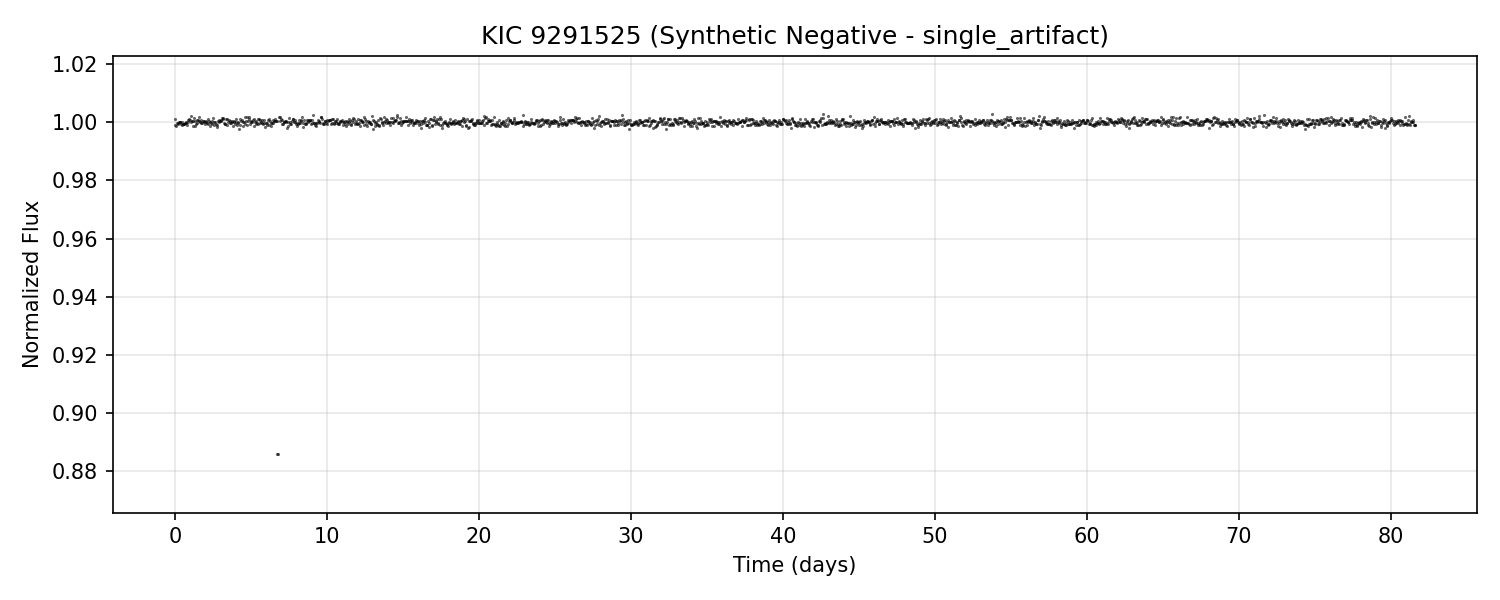 KIC 9291525 (Synthetic Negative - single_artifact)
1.02
1.00
0.98
0.96
0.94
0.92
0.90
0.88
Normalized Flux
0 10 20 30 40 50 60 70 80
Time (days)